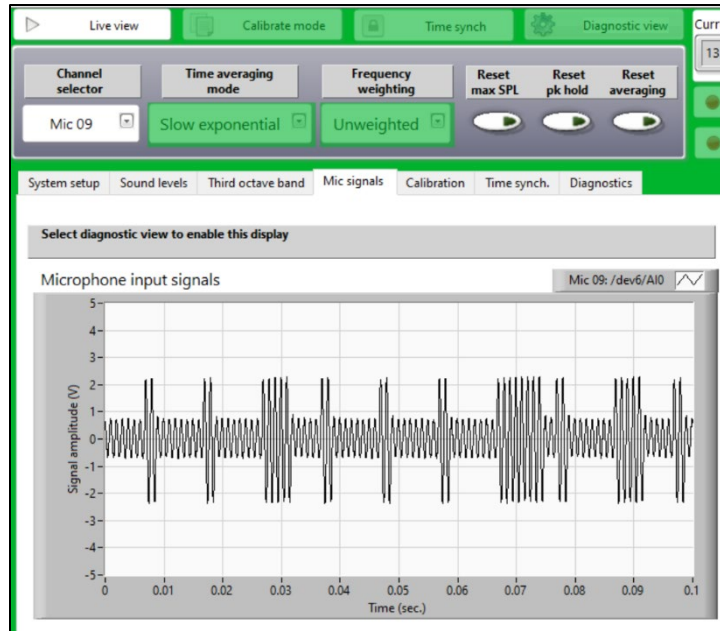 Live view Calibrate mode Time synch Diagnostic view Curr
13
Channel selector Time averaging mode Frequency weighting Reset max SPL Reset pk hold Reset averaging
Mic 09 Slow exponential Unweighted
System setup Sound levels Third octave band Mic signals Calibration Time synch. Diagnostics
Select diagnostic view to enable this display
Microphone input signals Mic 09: /dev6/AI0
Signal amplitude (V)
5
4
3
2
1
0
-1
-2
-3
-4
-5
0 0.01 0.02 0.03 0.04 0.05 0.06 0.07 0.08 0.09 0.1
Time (sec.)